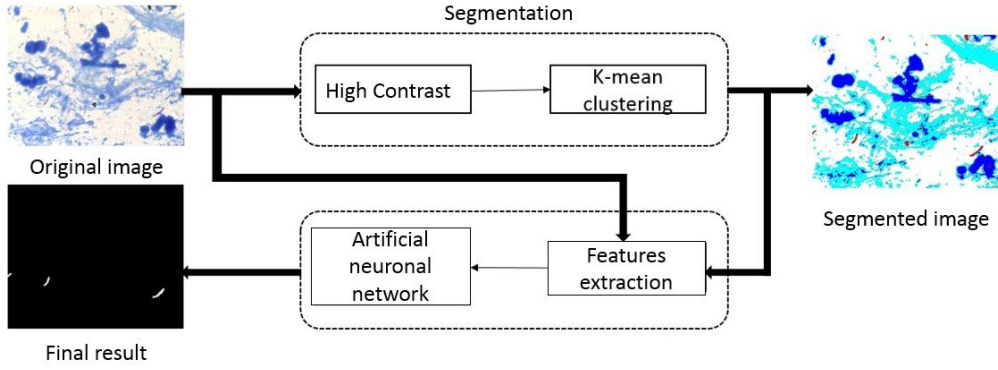 Segmentation
High Contrast
K-mean
clustering
Original image
Segmented image
Artificial
neuronal
network
Features
extraction
Final result